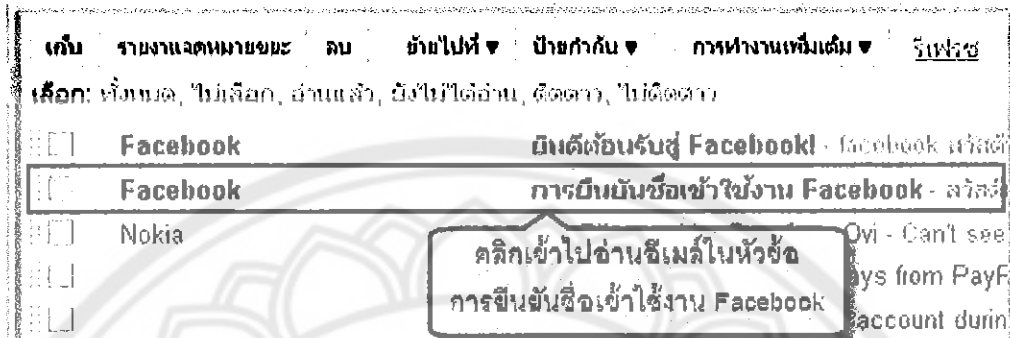 เก็บ รายงานจดหมายขยะ ลบ ย้ายไปที่ ▼ ป้ายกำกับ ▼ การทำงานเพิ่มเติม ▼ รีเฟรช
เลือก: ทั้งหมด, ไม่เลือก, อ่านแล้ว, ยังไม่ได้อ่าน, ติดดาว, ไม่ติดดาว
Facebook ยินดีต้อนรับสู่ Facebook! - facebook
Facebook การยืนยันชื่อเข้าใช้งาน Facebook -
Nokia Ovi - Can't see
คลิกเข้าไปอ่านอีเมล์ในหัวข้อ
ays from PayP
การยืนยันชื่อเข้าใช้งาน Facebook
account durin